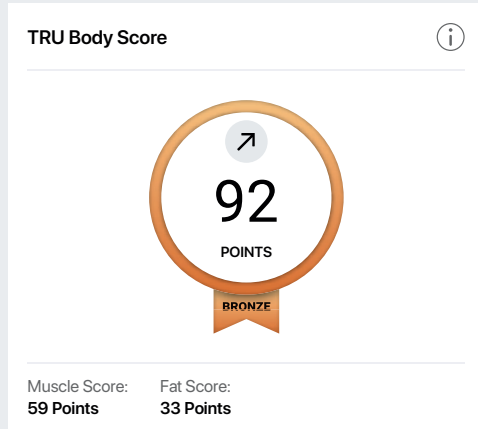 TRU Body Score
92
POINTS
BRONZE
Muscle Score: Fat Score:
59 Points 33 Points